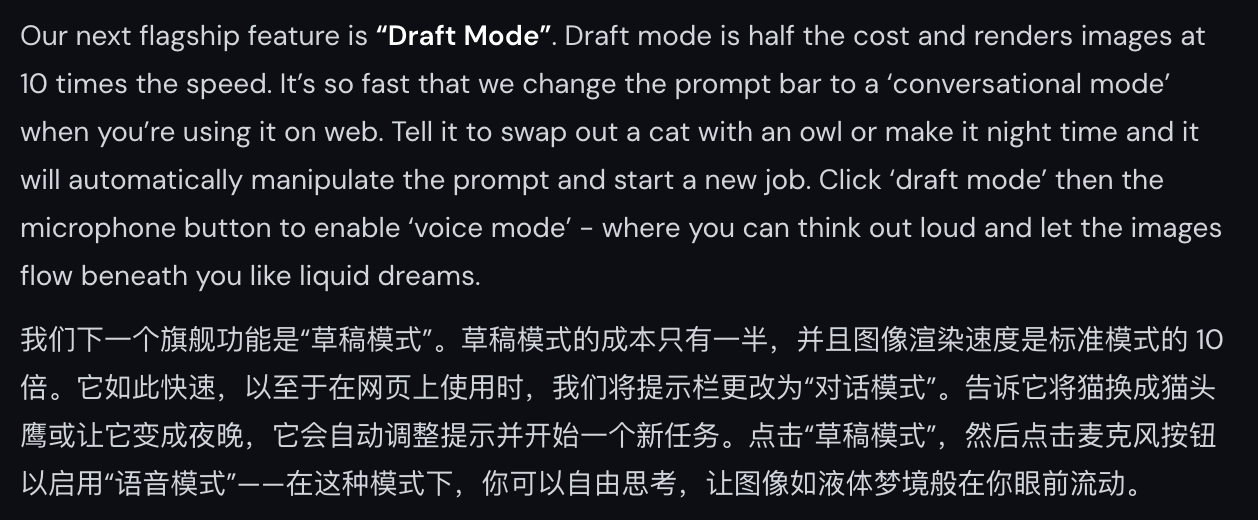 Our next flagship feature is “Draft Mode”. Draft mode is half the cost and renders images at
10 times the speed. It’s so fast that we change the prompt bar to a ‘conversational mode’
when you’re using it on web. Tell it to swap out a cat with an owl or make it night time and it
will automatically manipulate the prompt and start a new job. Click ‘draft mode’ then the
microphone button to enable ‘voice mode’ - where you can think out loud and let the images
flow beneath you like liquid dreams.
我们下一个旗舰功能是“草稿模式”。草稿模式的成本只有一半，并且图像渲染速度是标准模式的 10
倍。它如此快速，以至于在网页上使用时，我们将提示栏更改为“对话模式”。告诉它将猫换成猫头
鹰或让它变成夜晚，它会自动调整提示并开始一个新任务。点击“草稿模式”，然后点击麦克风按钮
以启用“语音模式”——在这种模式下，你可以自由思考，让图像如液体梦境般在你眼前流动。